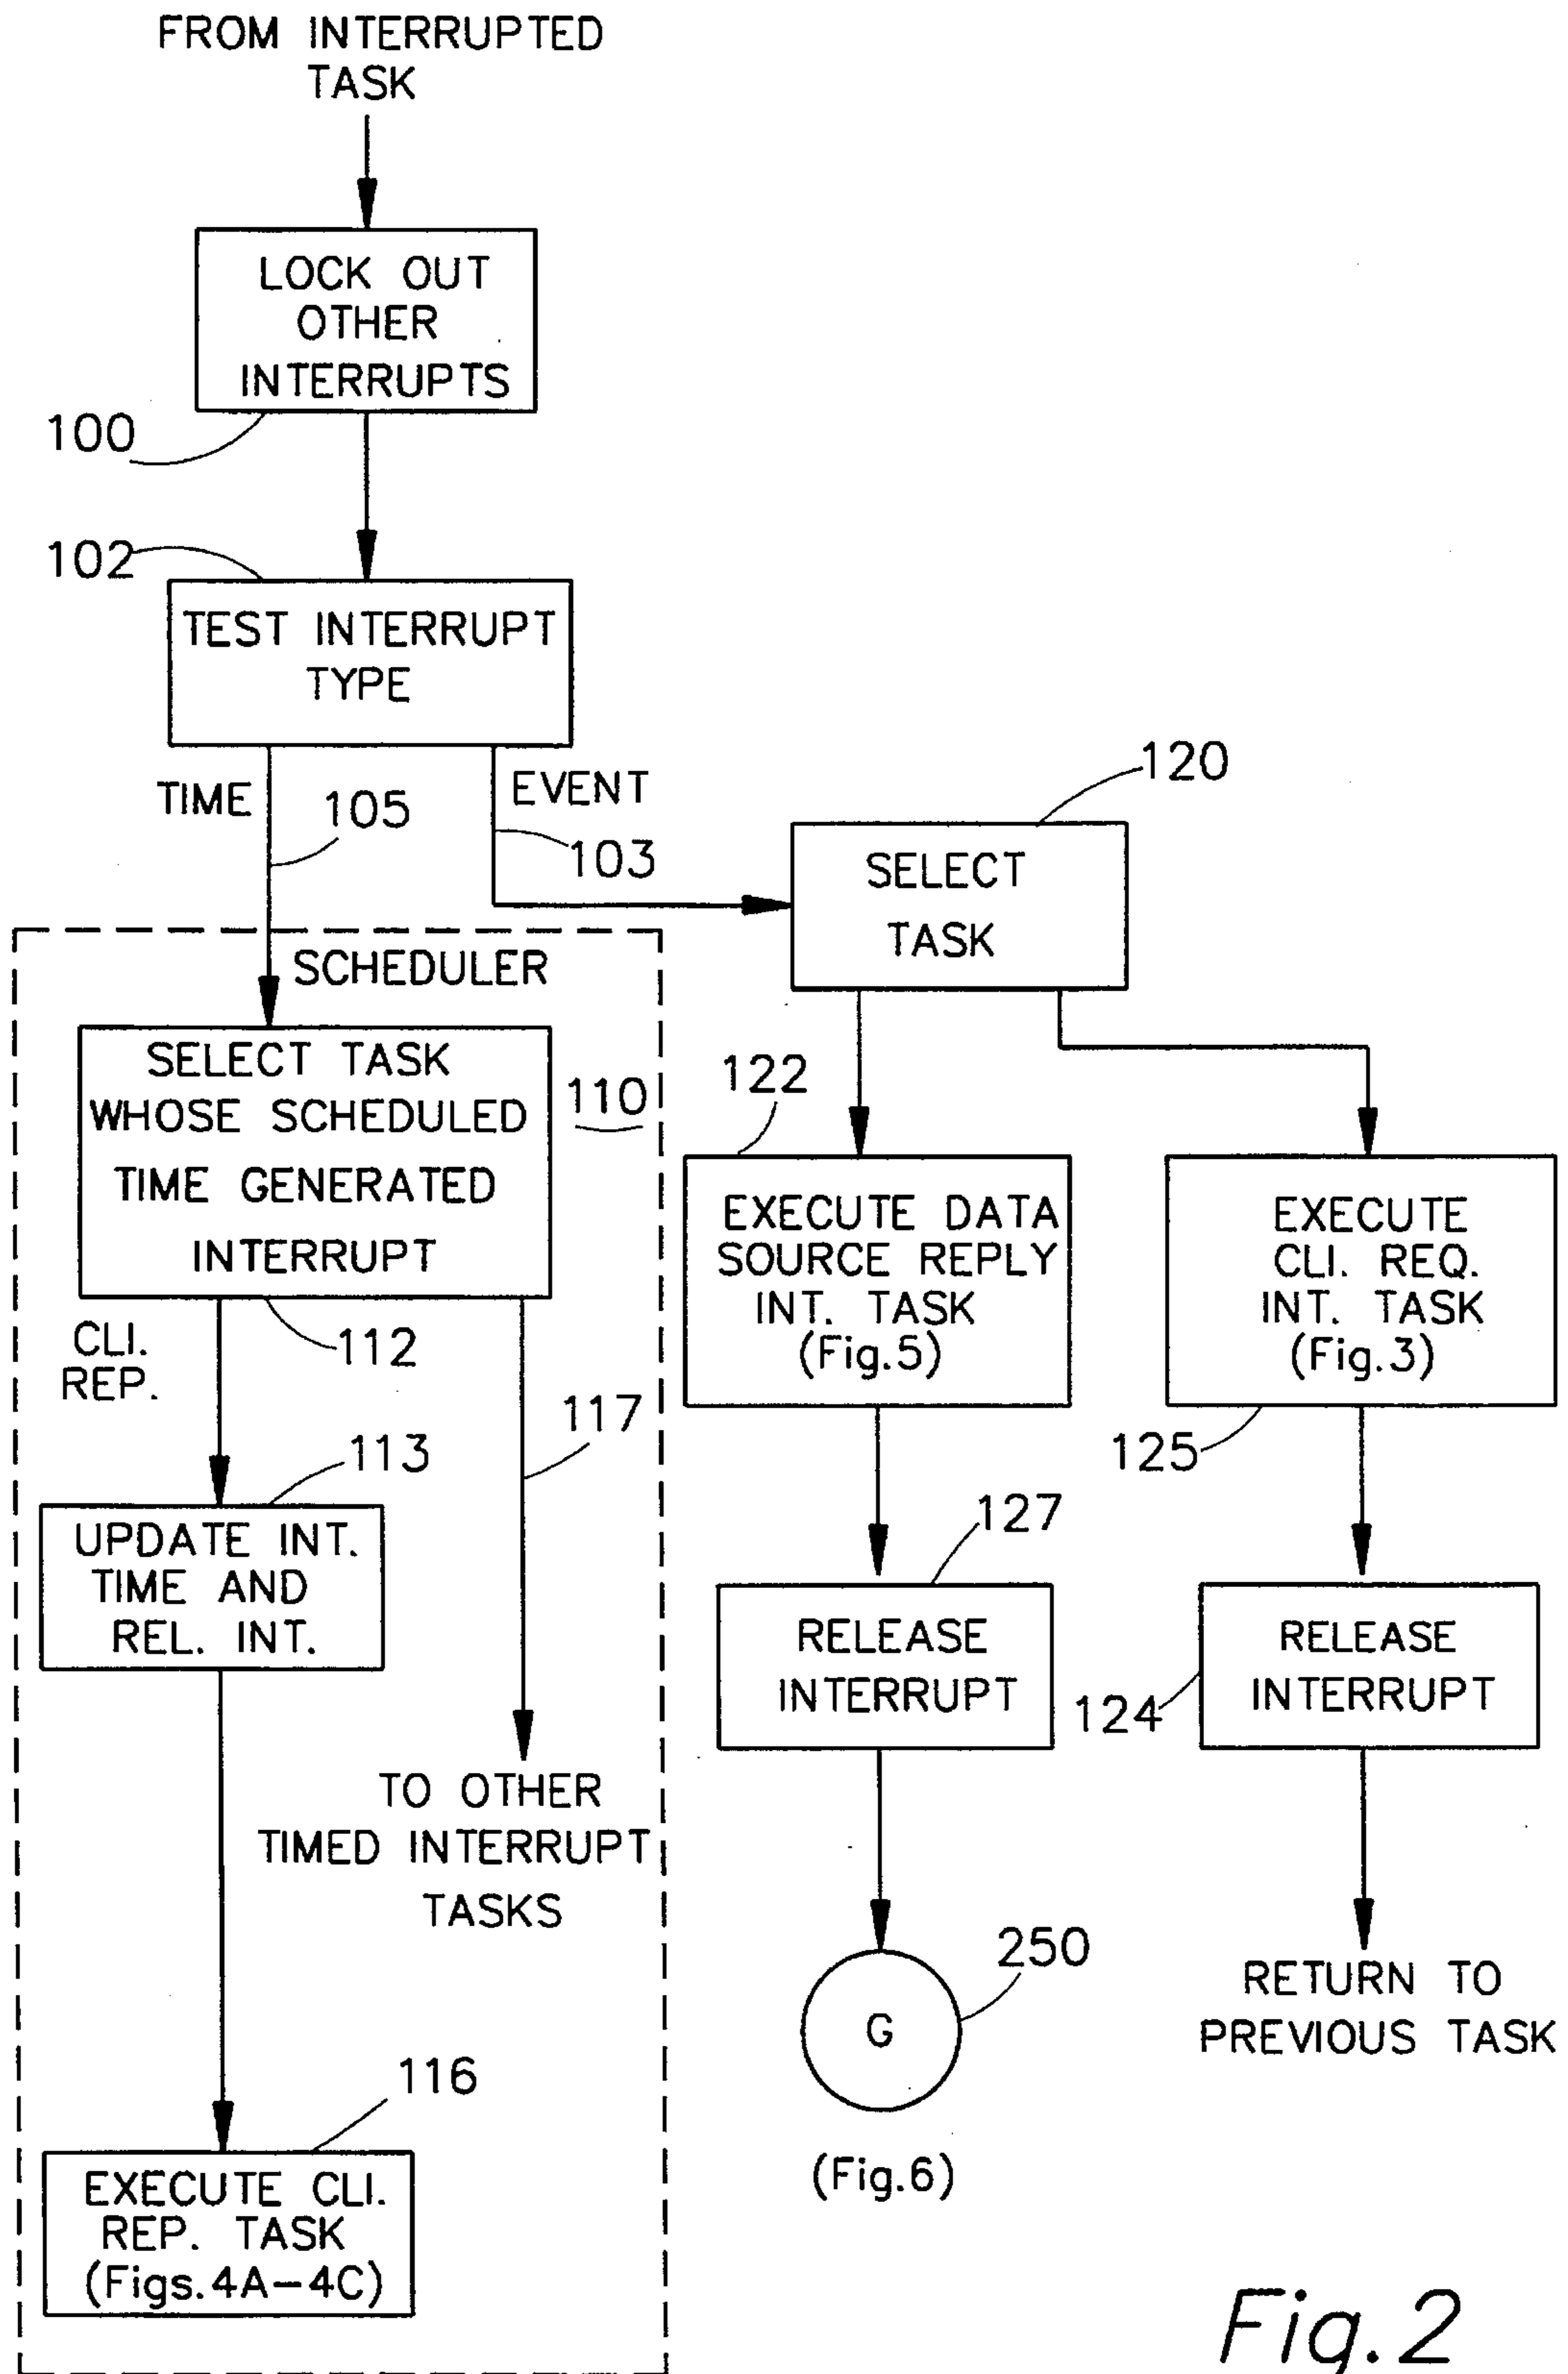 FROM INTERRUPTED
TASK
LOCK OUT
OTHER
INTERRUPTS
100
102
TEST INTERRUPT
TYPE
TIME
105
EVENT
103
120
SELECT
TASK
SCHEDULER
SELECT TASK
WHOSE SCHEDULED
TIME GENERATED
INTERRUPT
110
112
CLI.
REP.
117
113
UPDATE INT.
TIME AND
REL. INT.
TO OTHER
TIMED INTERRUPT
TASKS
116
EXECUTE CLI.
REP. TASK
(Figs.4A-4C)
122
EXECUTE DATA
SOURCE REPLY
INT. TASK
(Fig.5)
127
RELEASE
INTERRUPT
250
G
(Fig.6)
EXECUTE
CLI. REQ.
INT. TASK
(Fig.3)
125
RELEASE
INTERRUPT
124
RETURN TO
PREVIOUS TASK
Fig.2